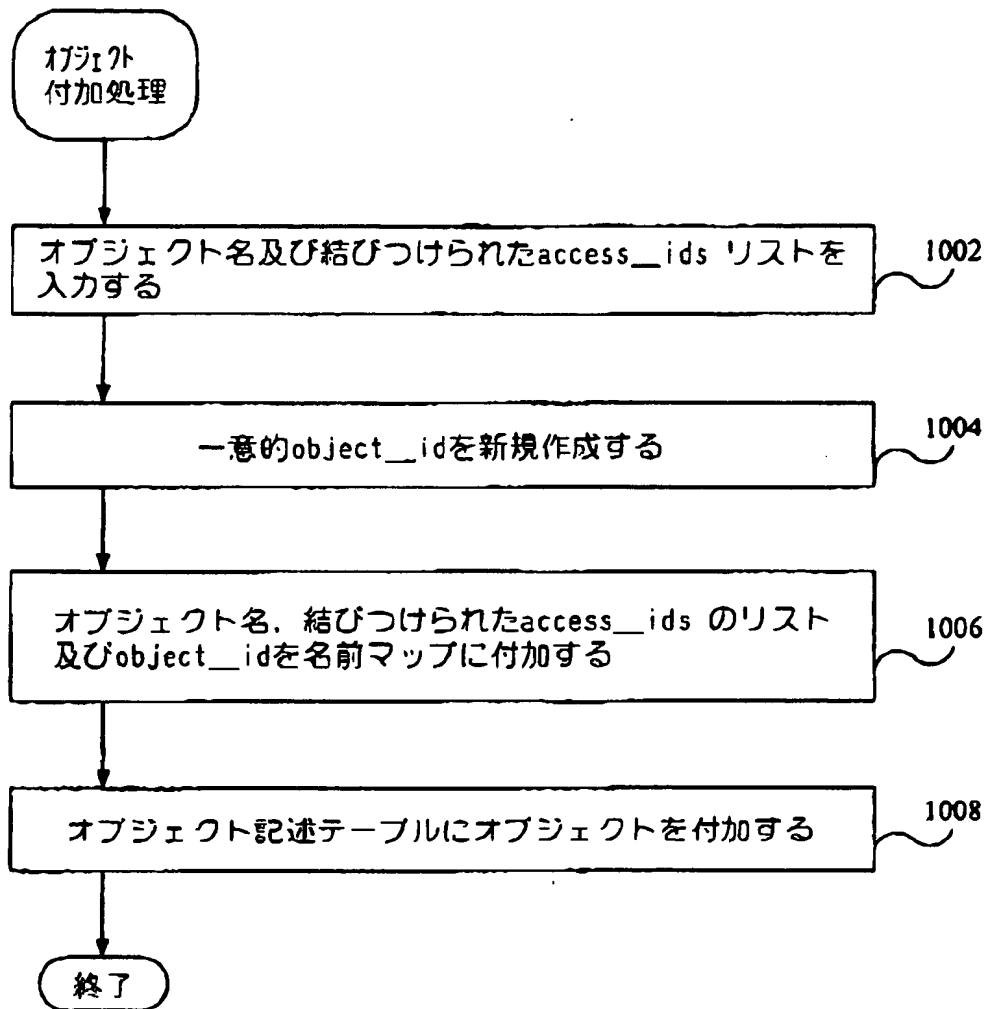 オブジェクト
付加処理
オブジェクト名及び結びつけられたaccess__ids リストを
入力する
1002
一意的object__idを新規作成する
1004
オブジェクト名，結びつけられたaccess__ids のリスト
及びobject__idを名前マップに付加する
1006
オブジェクト記述テーブルにオブジェクトを付加する
1008
終了